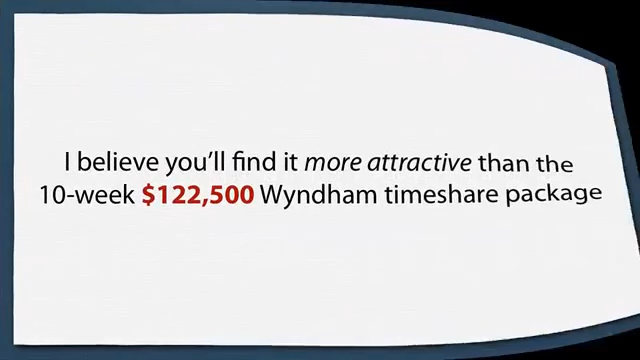 I believe you'll find it more attractive than the
10-week $122,500 Wyndham timeshare package